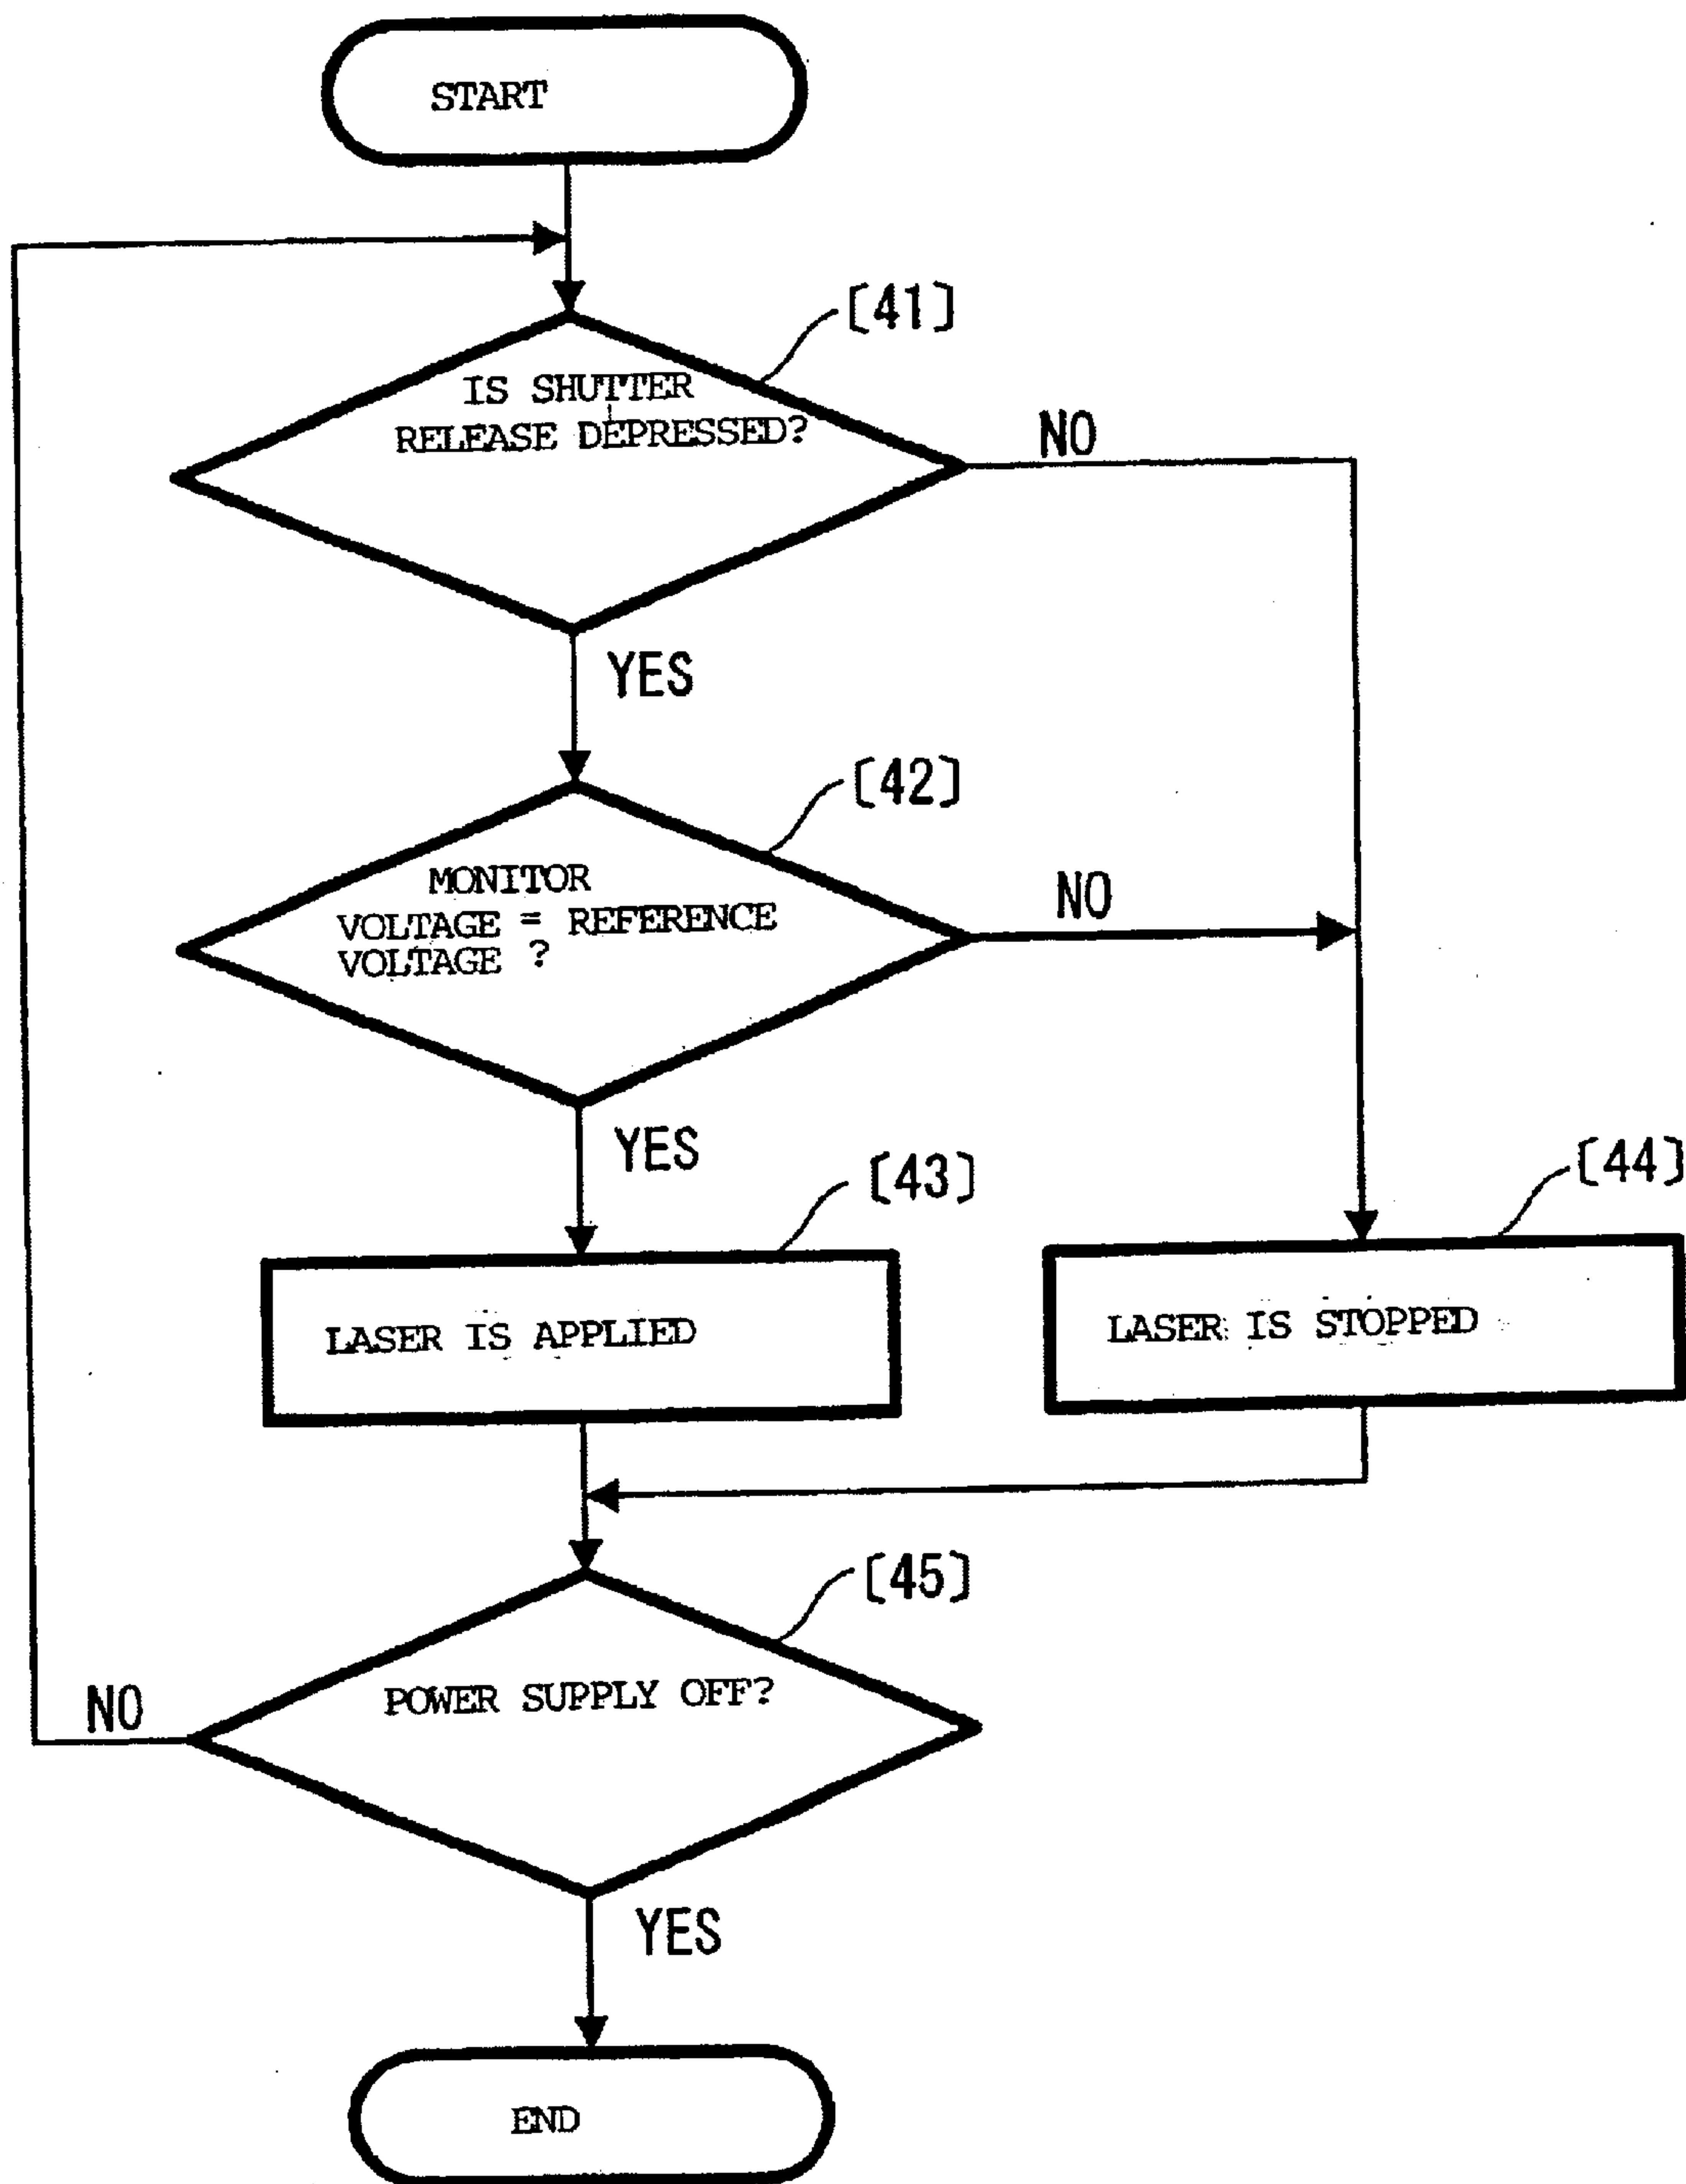 START
[41]
IS SHUTTER
RELEASE DEPRESSED?
NO
YES
[42]
MONITOR
VOLTAGE = REFERENCE
VOLTAGE ?
NO
YES
[43]
LASER IS APPLIED
[44]
LASER IS STOPPED
[45]
POWER SUPPLY OFF?
NO
YES
END